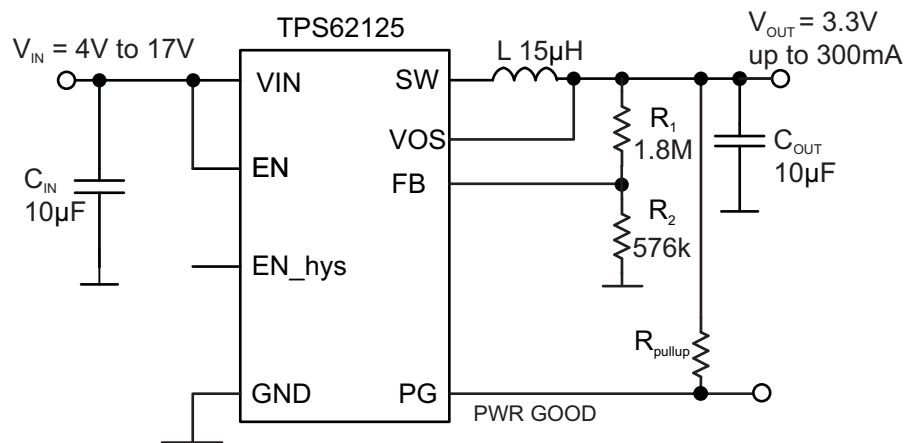 TPS62125
V_IN = 4V to 17V
V_OUT = 3.3V
up to 300mA
L 15µH
VIN
SW
VOS
EN
FB
EN_hys
GND
PG
C_IN
10µF
R_1
1.8M
R_2
576k
C_OUT
10µF
R_pullup
PWR GOOD